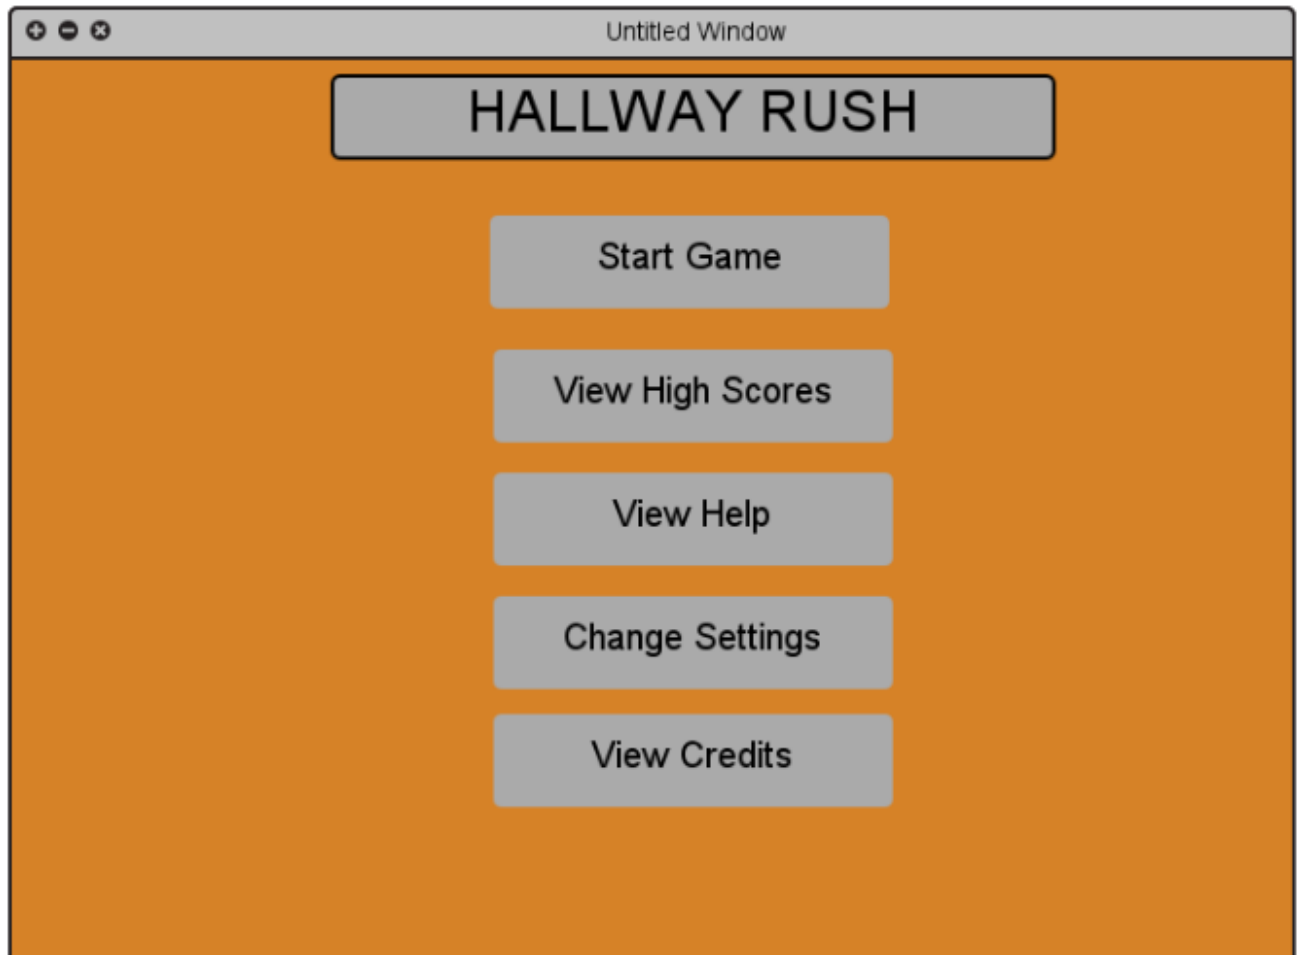 Untitled Window
HALLWAY RUSH
Start Game
View High Scores
View Help
Change Settings
View Credits